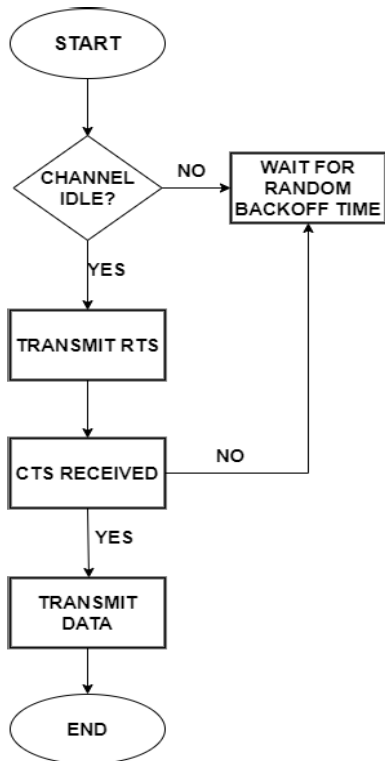 START
CHANNEL
IDLE?
NO
WAIT FOR
RANDOM
BACKOFF TIME
YES
TRANSMIT RTS
CTS RECEIVED
NO
YES
TRANSMIT
DATA
END